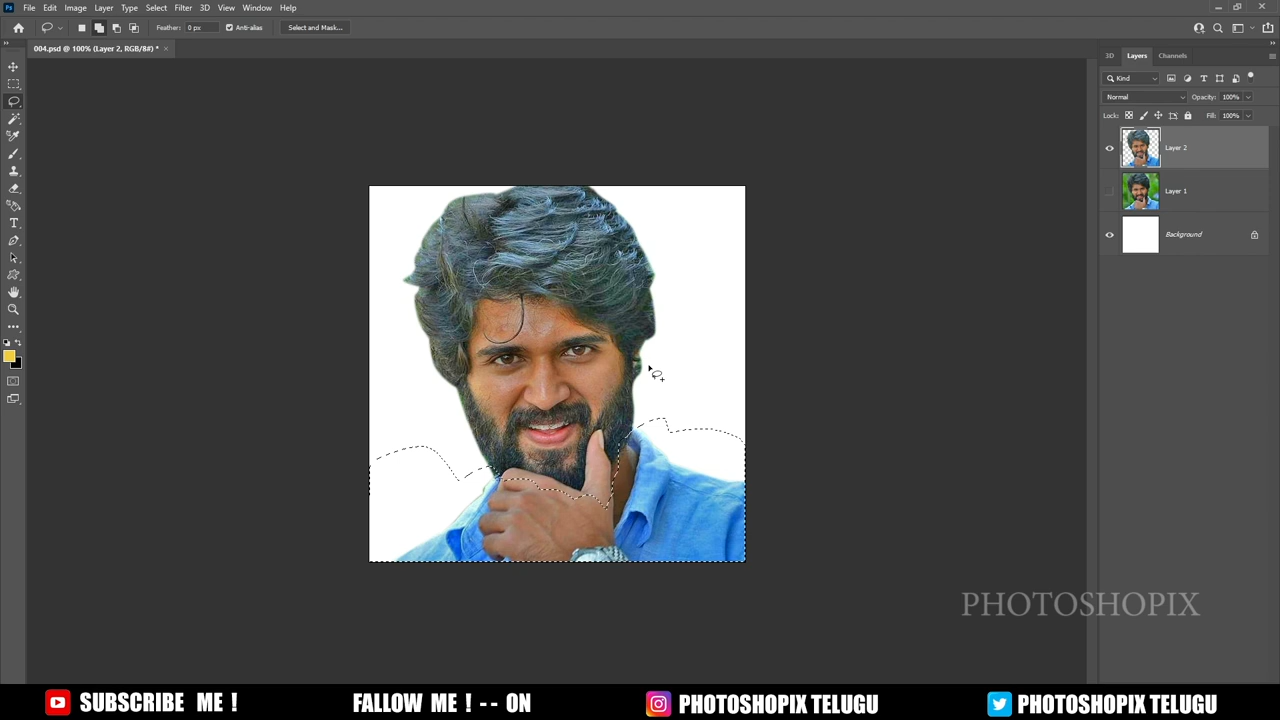 File Edit Image Layer Type Select Filter 3D View Window Help
Feather: 0 px Anti-alias Select and Mask...
004.psd @ 100% (Layer 2, RGB/8#) * ×
3D Layers Channels
Kind
Normal Opacity: 100%
Lock: Fill: 100%
Layer 2
Layer 1
Background
PHOTOSHOPIX
SUBSCRIBE ME ! FALLOW ME ! -- ON PHOTOSHOPIX TELUGU PHOTOSHOPIX TELUGU